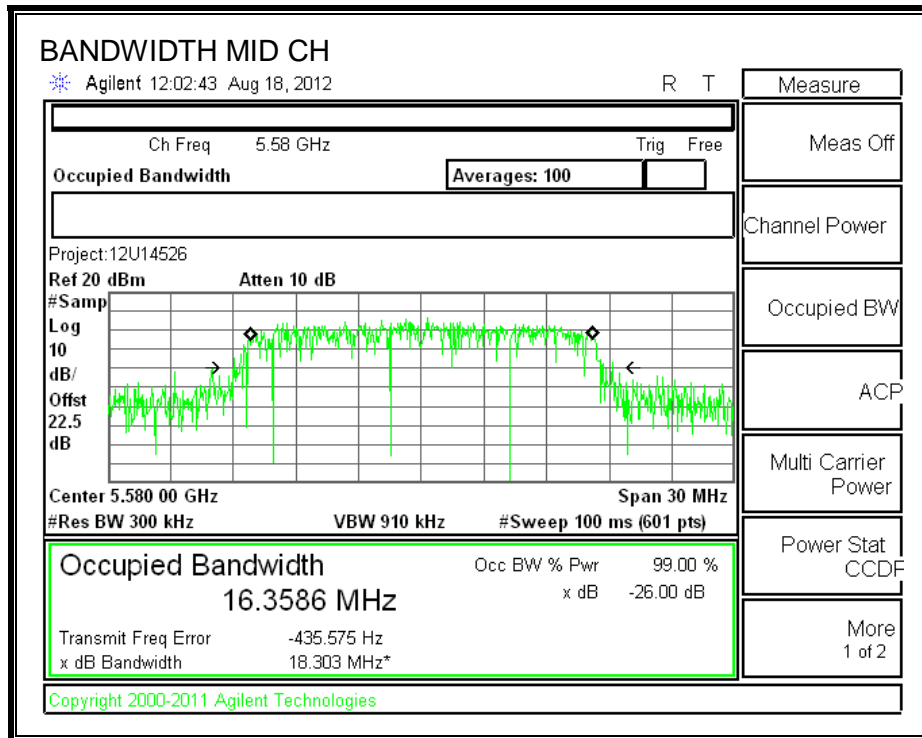 BANDWIDTH MID CH
Agilent 12:02:43 Aug 18, 2012 R T
Measure
Ch Freq 5.58 GHz Trig Free
Occupied Bandwidth Averages: 100
Meas Off
Channel Power
Project:12U14526
Ref 20 dBm Atten 10 dB
#Samp
Log
10
dB/
Offst
22.5
dB
Occupied BW
ACP
Center 5.580 00 GHz Span 30 MHz
#Res BW 300 kHz VBW 910 kHz #Sweep 100 ms (601 pts)
Multi Carrier
Power
Occupied Bandwidth Occ BW % Pwr 99.00 %
16.3586 MHz x dB -26.00 dB
Transmit Freq Error -435.575 Hz
x dB Bandwidth 18.303 MHz*
Power Stat
CCDF
More
1 of 2
Copyright 2000-2011 Agilent Technologies